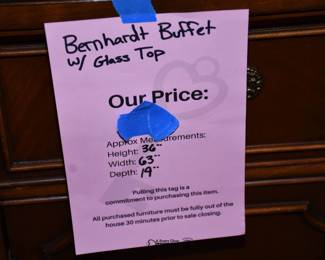 Bernhardt Buffet
w/ Glass Top
Our Price:
Approx Measurements:
Height: 36"
Width: 63"
Depth: 19"
Pulling this tag is a
commitment to purchasing this item.
All purchased furniture must be fully out of the
house 30 minutes prior to sale closing.